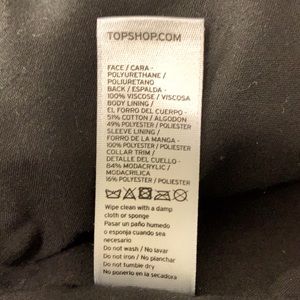 TOPSHOP.COM
FACE / CARA -
POLYURETHANE /
POLIURETANO
BACK / ESPALDA -
100% VISCOSE / VISCOSA
BODY LINING /
EL FORRO DEL CUERPO -
51% COTTON / ALGODON
49% POLYESTER / POLIESTER
SLEEVE LINING /
FORRO DE LA MANGA -
100% POLYESTER / POLIESTER
COLLAR TRIM /
DETALLE DEL CUELLO -
84% MODACRYLIC /
MODACRILICA
16% POLYESTER / POLIESTER
Wipe clean with a damp
cloth or sponge
Pasar un paño humedo
o esponja cuando sea
necesario
Do not wash | No lavar
Do not iron | No planchar
Do not tumble dry |
No ponerlo en la secadora